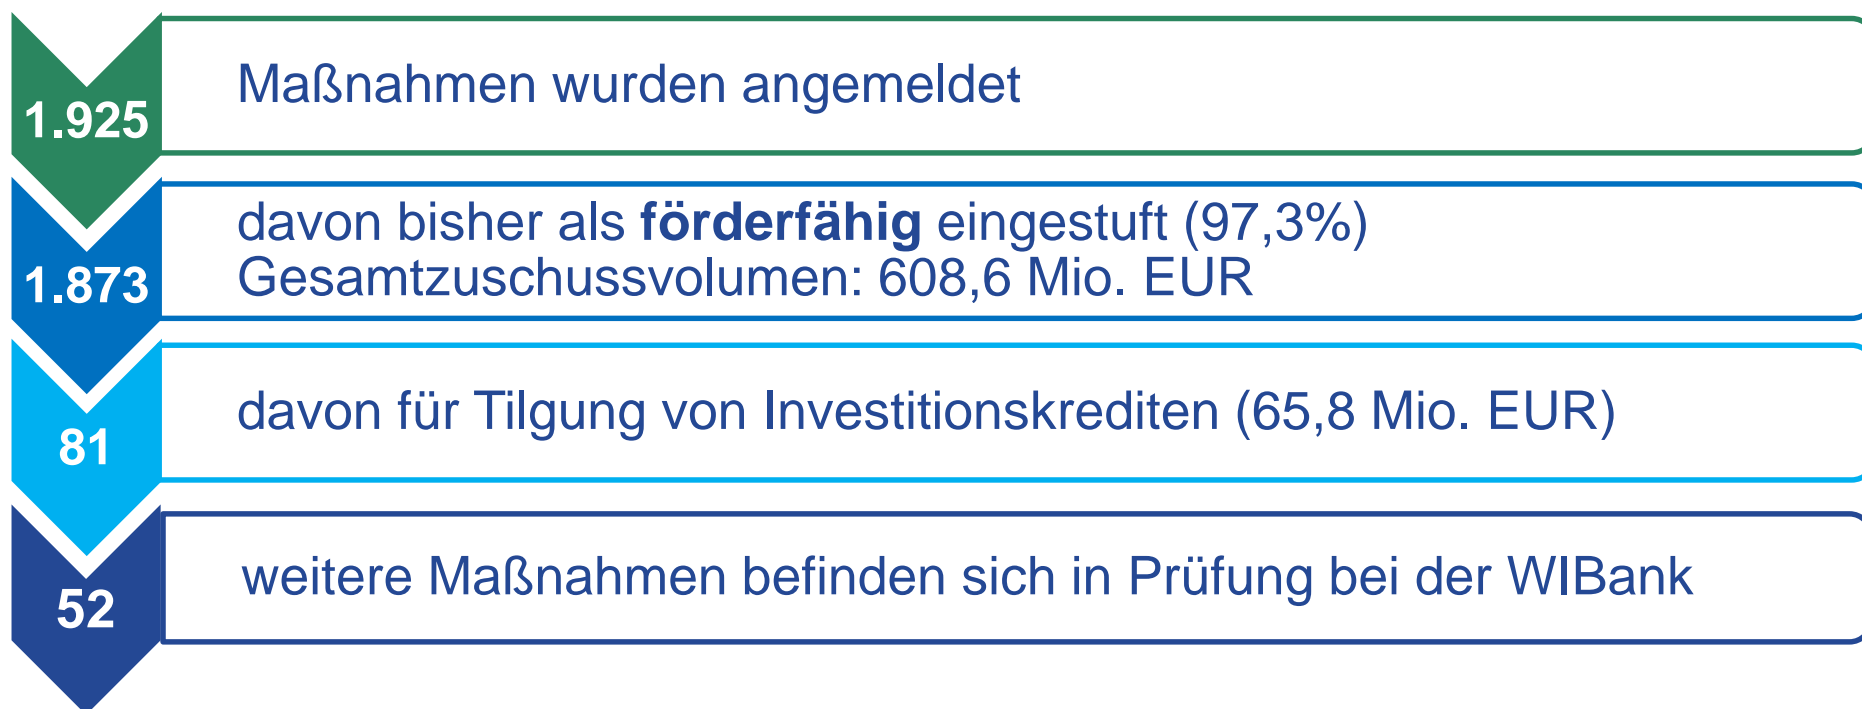 1.925
Maßnahmen wurden angemeldet
1.873
davon bisher als förderfähig eingestuft (97,3%)
Gesamtzuschussvolumen: 608,6 Mio. EUR
81
davon für Tilgung von Investitionskrediten (65,8 Mio. EUR)
52
weitere Maßnahmen befinden sich in Prüfung bei der WIBank